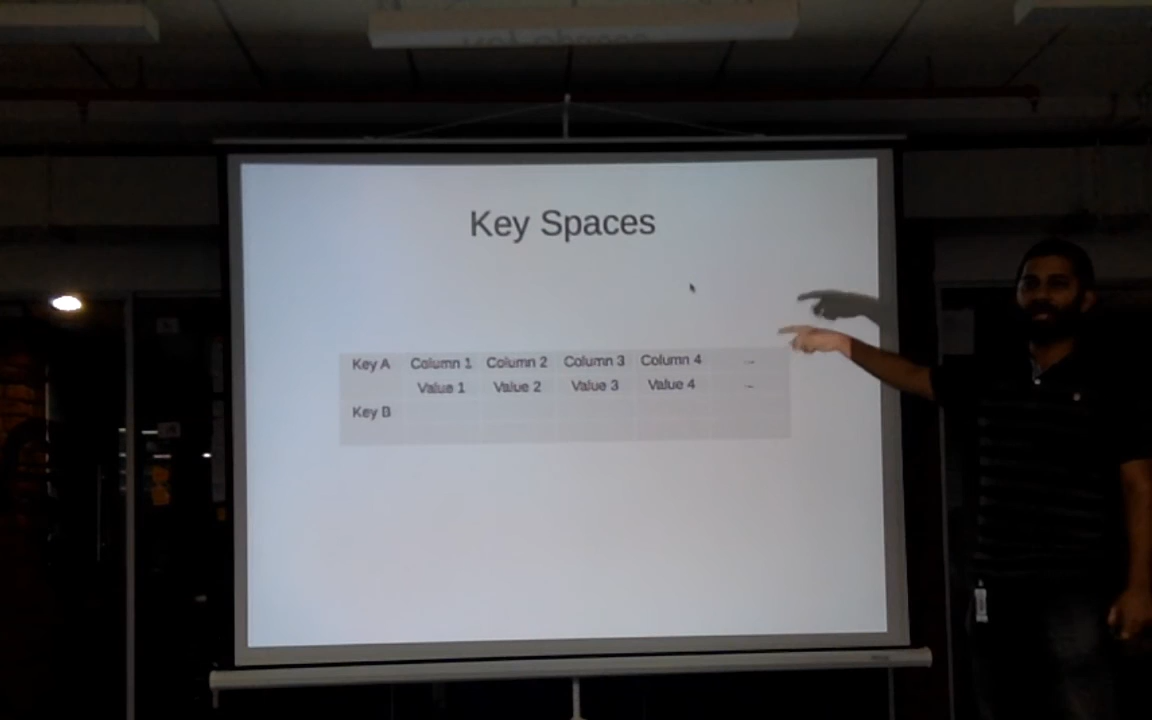 Key Spaces
Key A Column 1 Column 2 Column 3 Column 4 ...
Value 1 Value 2 Value 3 Value 4 ...
Key B